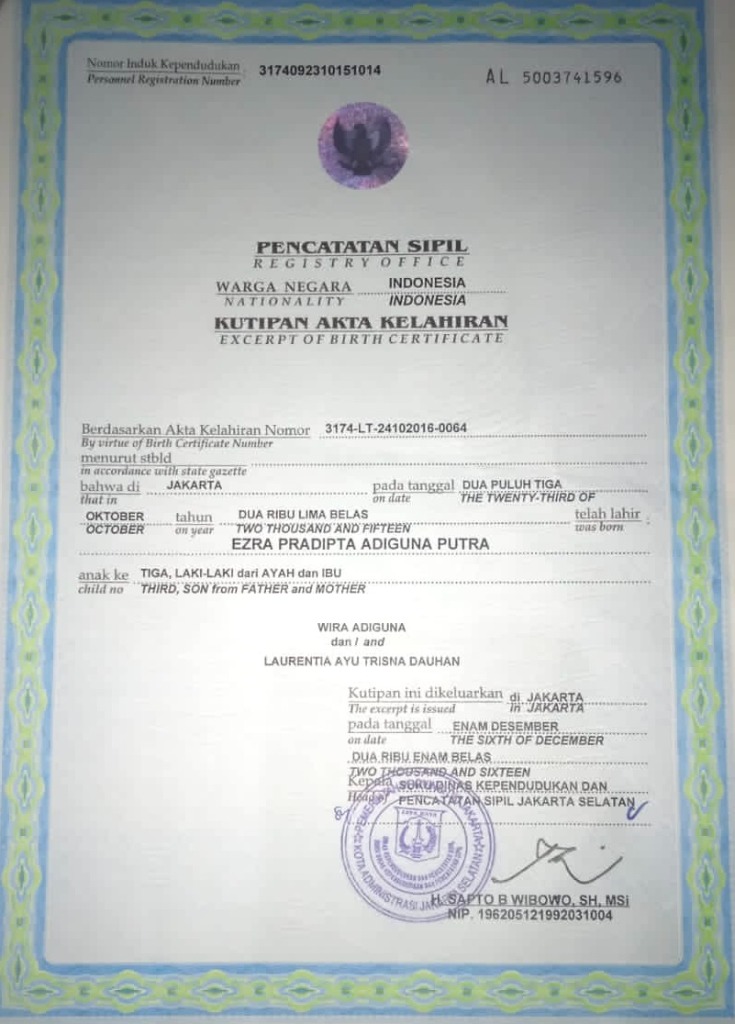 Nomor Induk Kependudukan : 3174092310151014
Personnel Registration Number
AL 5003741596
PENCATATAN SIPIL
REGISTRY OFFICE
WARGA NEGARA INDONESIA
NATIONALITY INDONESIA
KUTIPAN AKTA KELAHIRAN
EXCERPT OF BIRTH CERTIFICATE
Berdasarkan Akta Kelahiran Nomor 3174-LT-24102016-0064
By virtue of Birth Certificate Number
menurut stbld
in accordance with state gazette
bahwa di JAKARTA pada tanggal DUA PULUH TIGA
that in on date THE TWENTY-THIRD OF
OKTOBER tahun DUA RIBU LIMA BELAS telah lahir :
OCTOBER on year TWO THOUSAND AND FIFTEEN was born
EZRA PRADIPTA ADIGUNA PUTRA
anak ke TIGA, LAKI-LAKI dari AYAH dan IBU
child no THIRD, SON from FATHER and MOTHER
WIRA ADIGUNA
dan / and
LAURENTIA AYU TRISNA DAUHAN
Kutipan ini dikeluarkan di JAKARTA
The excerpt is issued in JAKARTA
pada tanggal ENAM DESEMBER
on date THE SIXTH OF DECEMBER
DUA RIBU ENAM BELAS
TWO THOUSAND AND SIXTEEN
Kepala SUKU DINAS KEPENDUDUKAN DAN
Head of PENCATATAN SIPIL JAKARTA SELATAN
KOTA ADMINISTRASI JAKARTA SELATAN
H. SAPTO B WIBOWO, SH, MSi
NIP. 196205121992031004